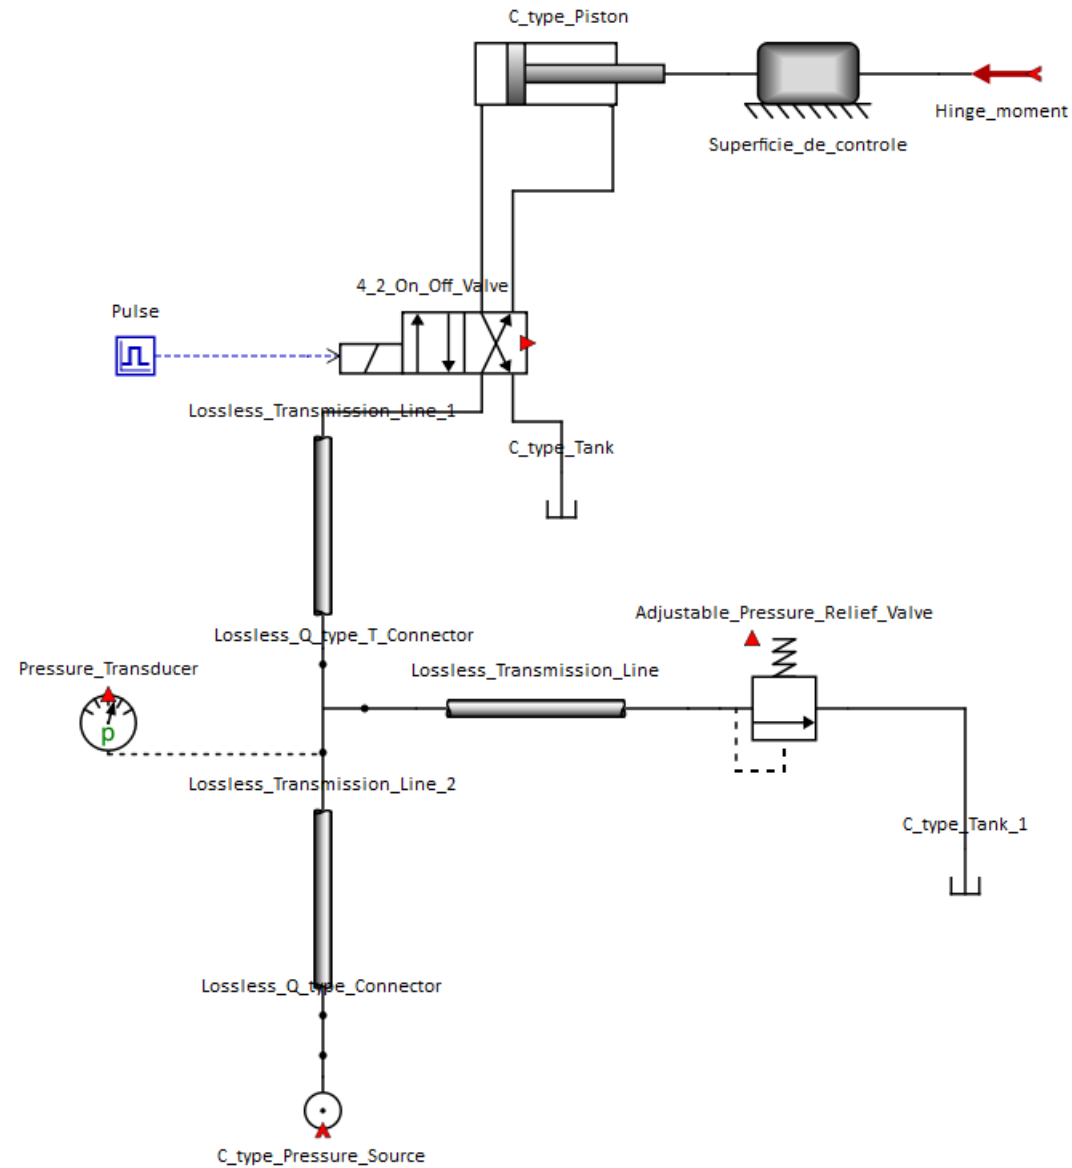 C_type_Piston
Hinge_moment
Superficie_de_controle
4_2_On_Off_Valve
Pulse
Lossless_Transmission_Line_1
C_type_Tank
Adjustable_Pressure_Relief_Valve
Lossless_Q_type_T_Connector
Pressure_Transducer
Lossless_Transmission_Line
p
Lossless_Transmission_Line_2
C_type_Tank_1
Lossless_Q_type_Connector
C_type_Pressure_Source